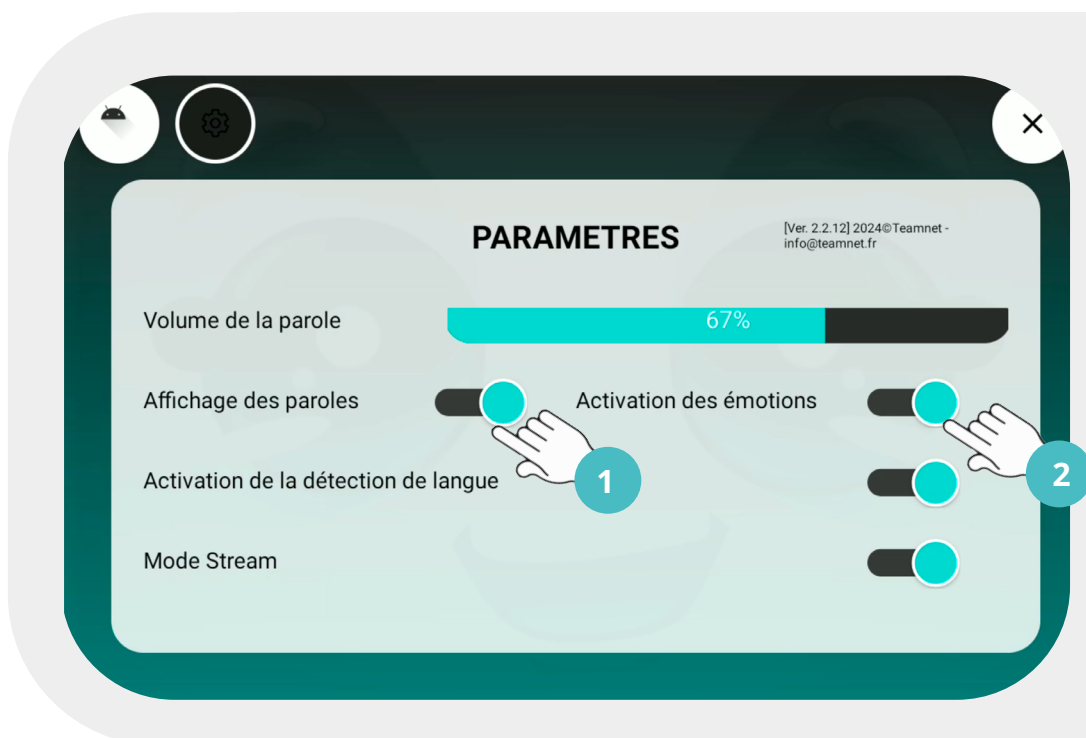 PARAMETRES
[Ver. 2.2.12] 2024©Teamnet -
info@teamnet.fr
Volume de la parole
67%
Affichage des paroles
Activation des émotions
1
2
Activation de la détection de langue
Mode Stream